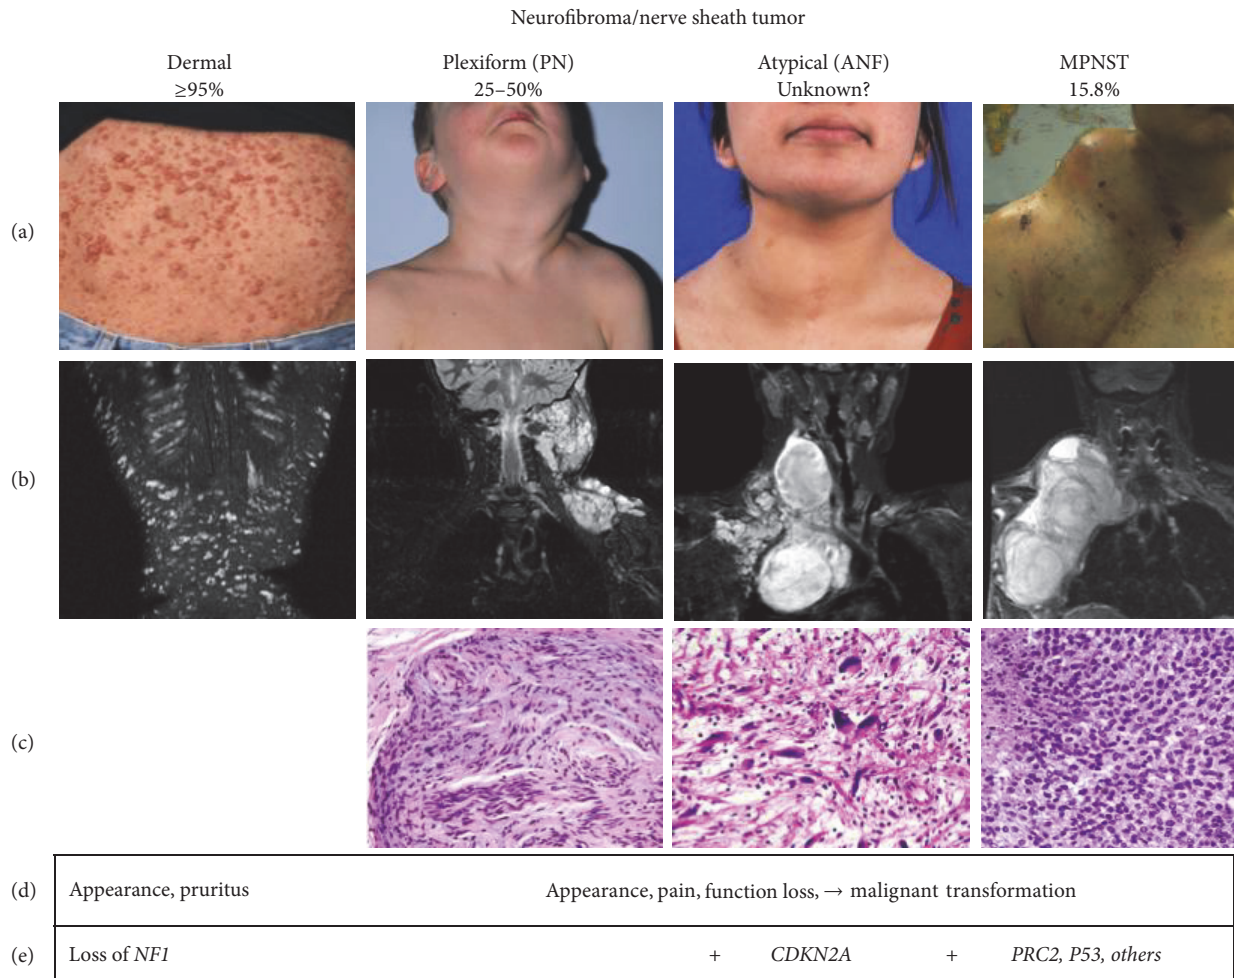 Neurofibroma/nerve sheath tumor
Dermal Plexiform (PN) Atypical (ANF) MPNST
≥95% 25–50% Unknown? 15.8%
(a)
(b)
(c)
(d) Appearance, pruritus Appearance, pain, function loss, → malignant transformation
(e) Loss of NF1 + CDKN2A + PRC2, P53, others